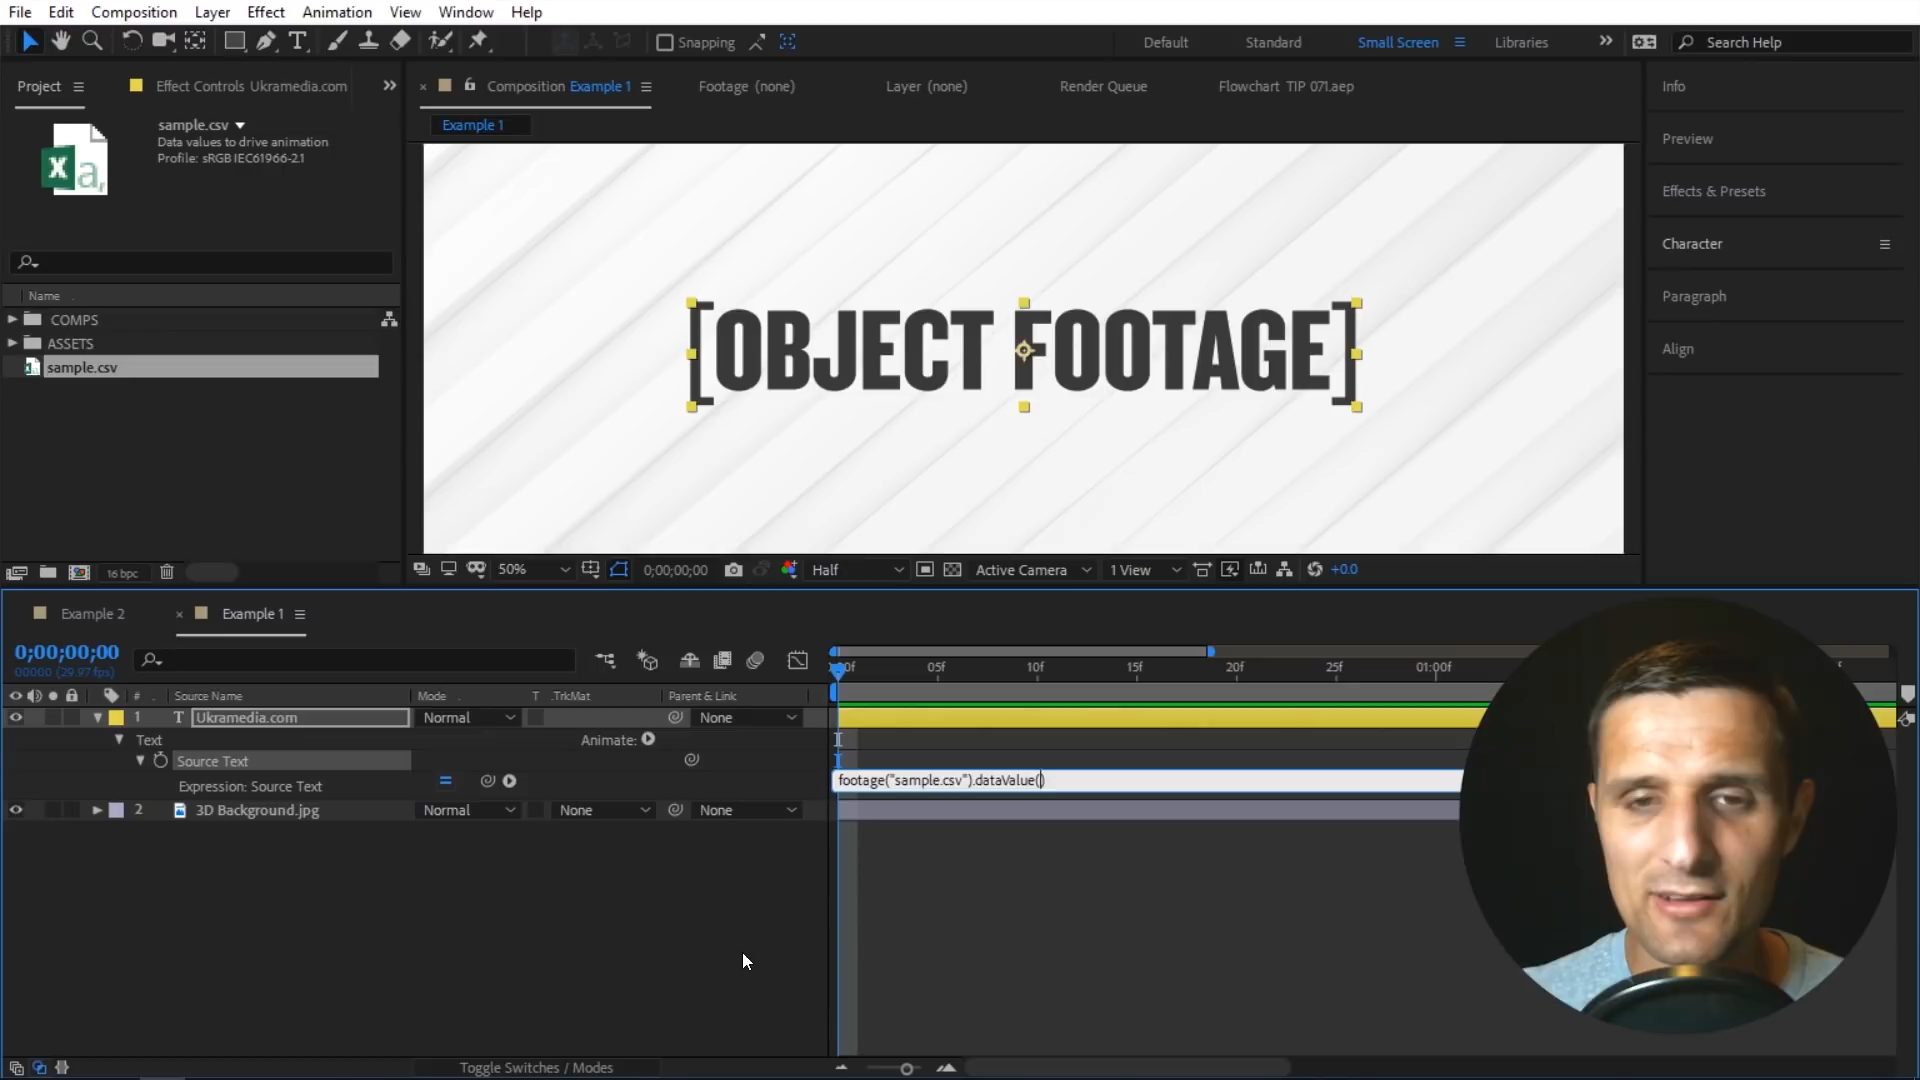 File Edit Composition Layer Effect Animation View Window Help
Snapping Default Standard Small Screen Libraries Search Help
Project Effect Controls Ukramedia.com Composition Example 1 Footage (none) Layer (none) Render Queue Flowchart TIP 071.aep Info
sample.csv
Data values to drive animation
Profile: sRGB IEC61966-2.1
Example 1
Preview
Effects & Presets
Character
Paragraph
Align
X a,
[OBJECT FOOTAGE]
Name
COMPS
ASSETS
sample.csv
16 bpc
50% 0;00;00;00 Half Active Camera 1 View +0.0
Example 2 Example 1
0;00;00;00
00000 (29.97 fps)
05f 10f 15f 20f 25f 01:00f
# Source Name Mode T .TrkMat Parent & Link
1 T Ukramedia.com Normal None
Text Animate:
Source Text
Expression: Source Text footage("sample.csv").dataValue()
2 3D Background.jpg Normal None None
Toggle Switches / Modes